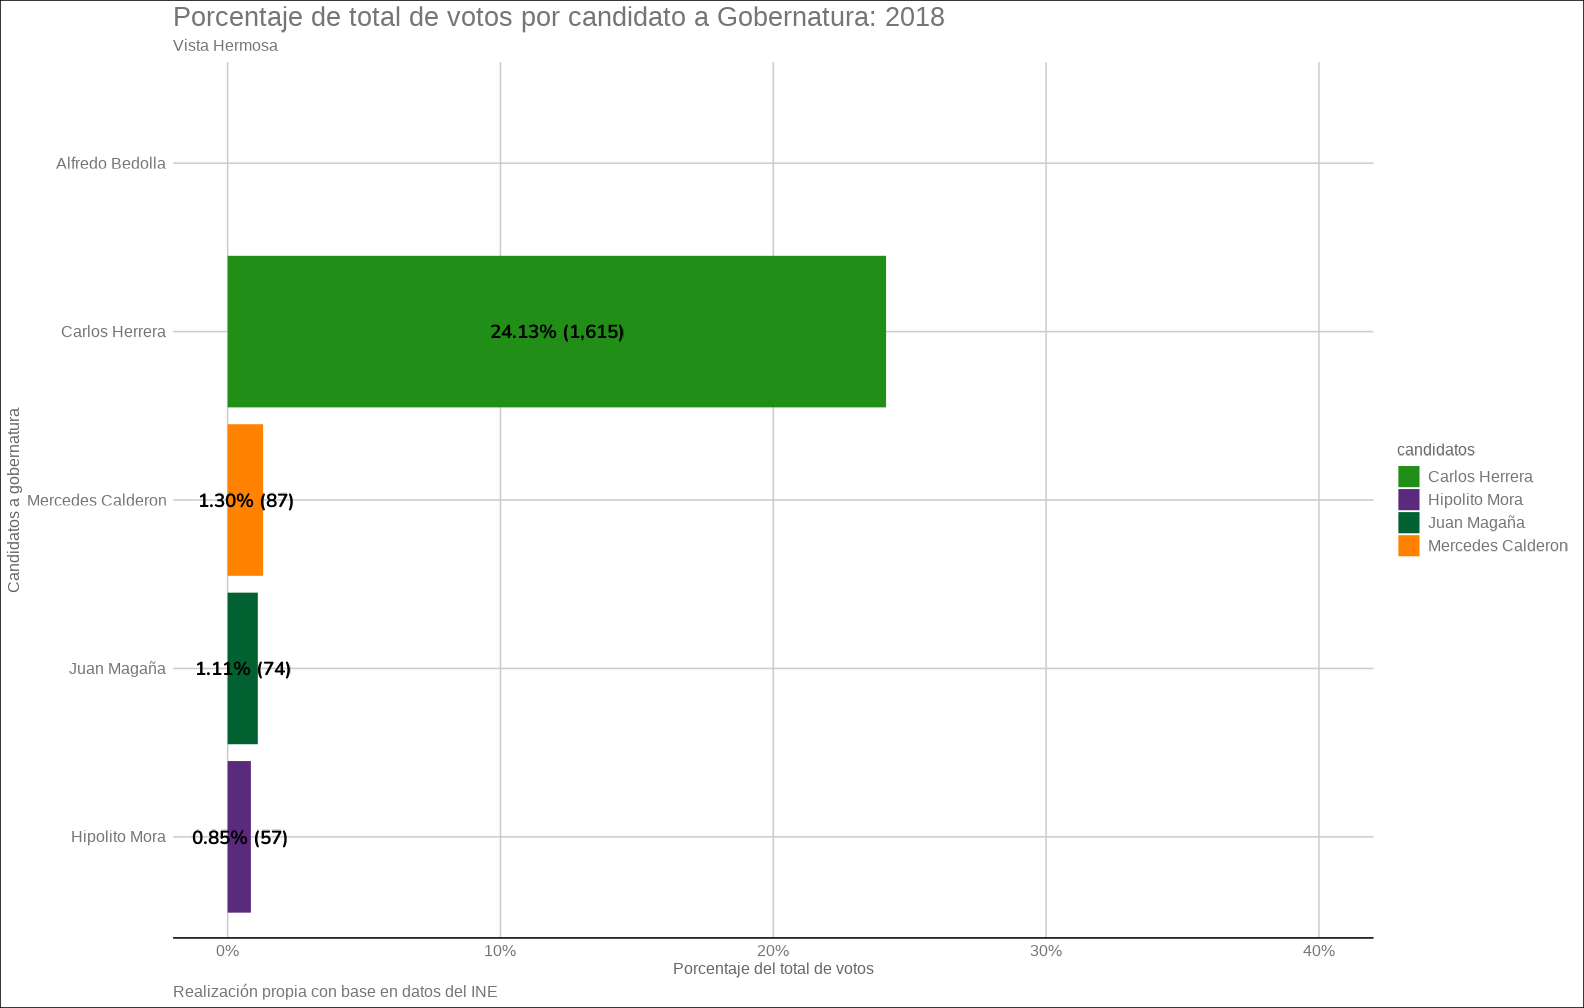 Porcentaje de total de votos por candidato a Gobernatura: 2018
Vista Hermosa
Candidatos a gobernatura
Alfredo Bedolla
Carlos Herrera
24.13% (1,615)
Mercedes Calderon
1.30% (87)
Juan Magaña
1.11% (74)
Hipolito Mora
0.85% (57)
0% 10% 20% 30% 40%
Porcentaje del total de votos
candidatos
Carlos Herrera
Hipolito Mora
Juan Magaña
Mercedes Calderon
Realización propia con base en datos del INE